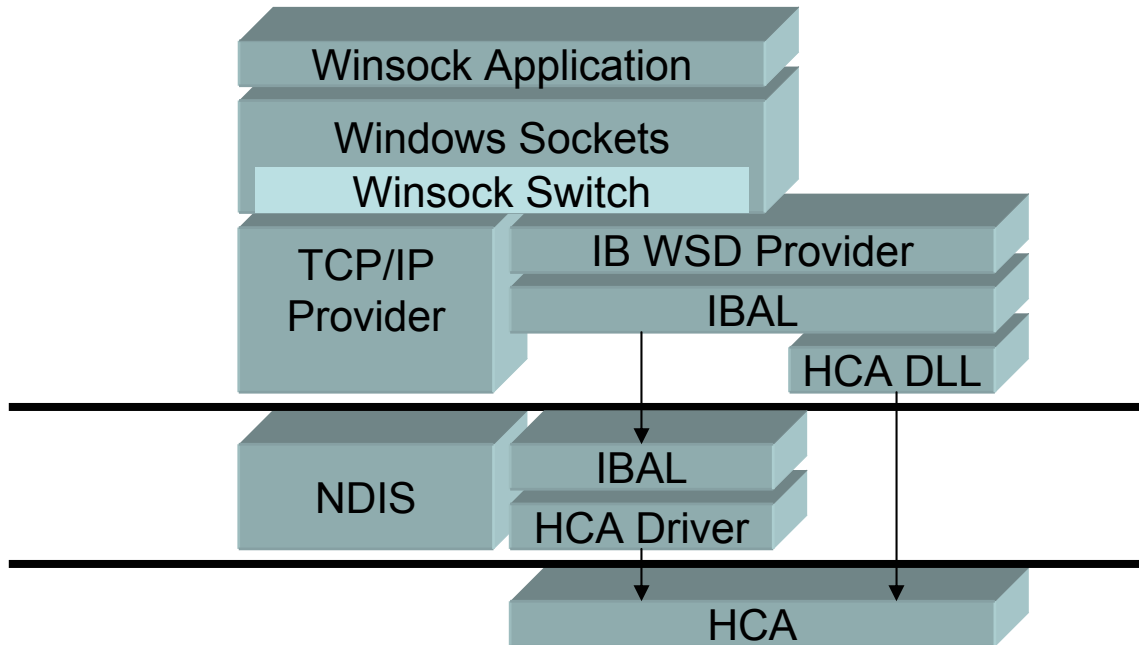 Winsock Application
Windows Sockets
Winsock Switch
TCP/IP
Provider
IB WSD Provider
IBAL
HCA DLL
NDIS
IBAL
HCA Driver
HCA